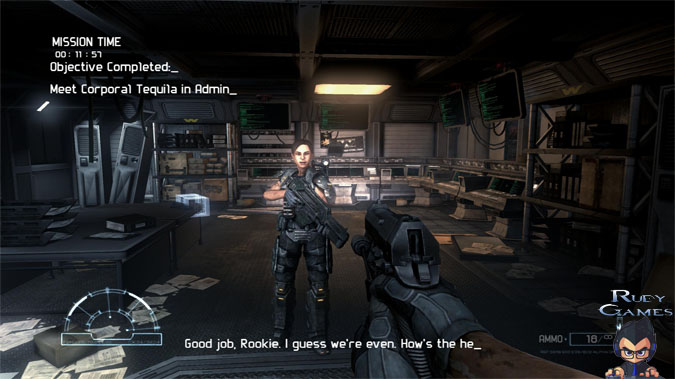 MISSION TIME
00:11:57
Objective Completed:_
Meet Corporal Tequila in Admin_
Good job, Rookie. I guess we're even. How's the he_
RUBY
GAMES
AMMO
18/∞